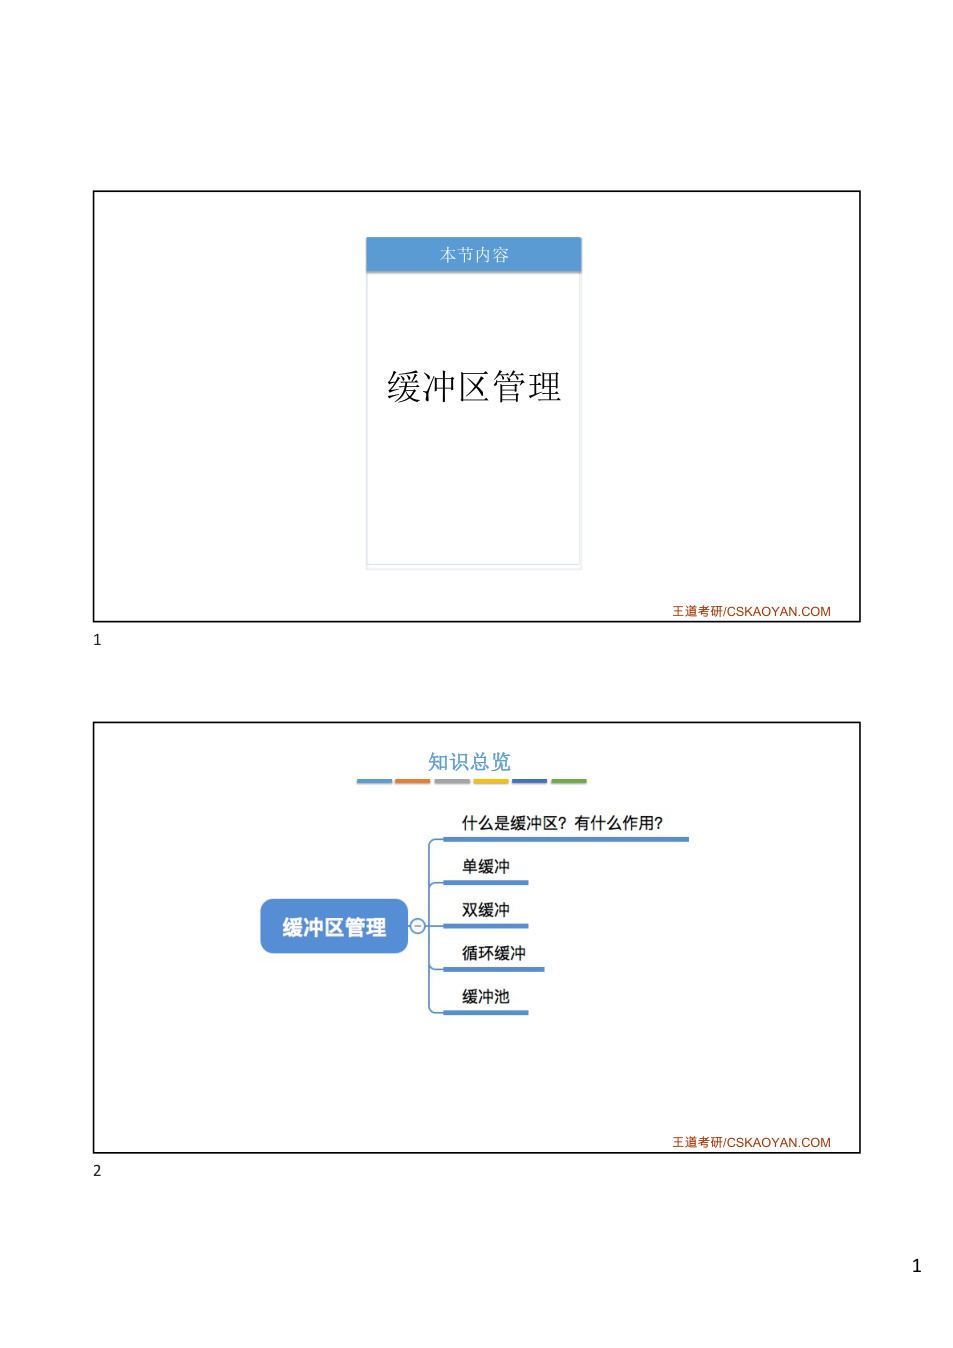 本节内容
缓冲区管理
王道考研/CSKAOYAN.COM
1
知识总览
什么是缓冲区？有什么作用？
单缓冲
双缓冲
缓冲区管理
循环缓冲
缓冲池
王道考研/CSKAOYAN.COM
2
1